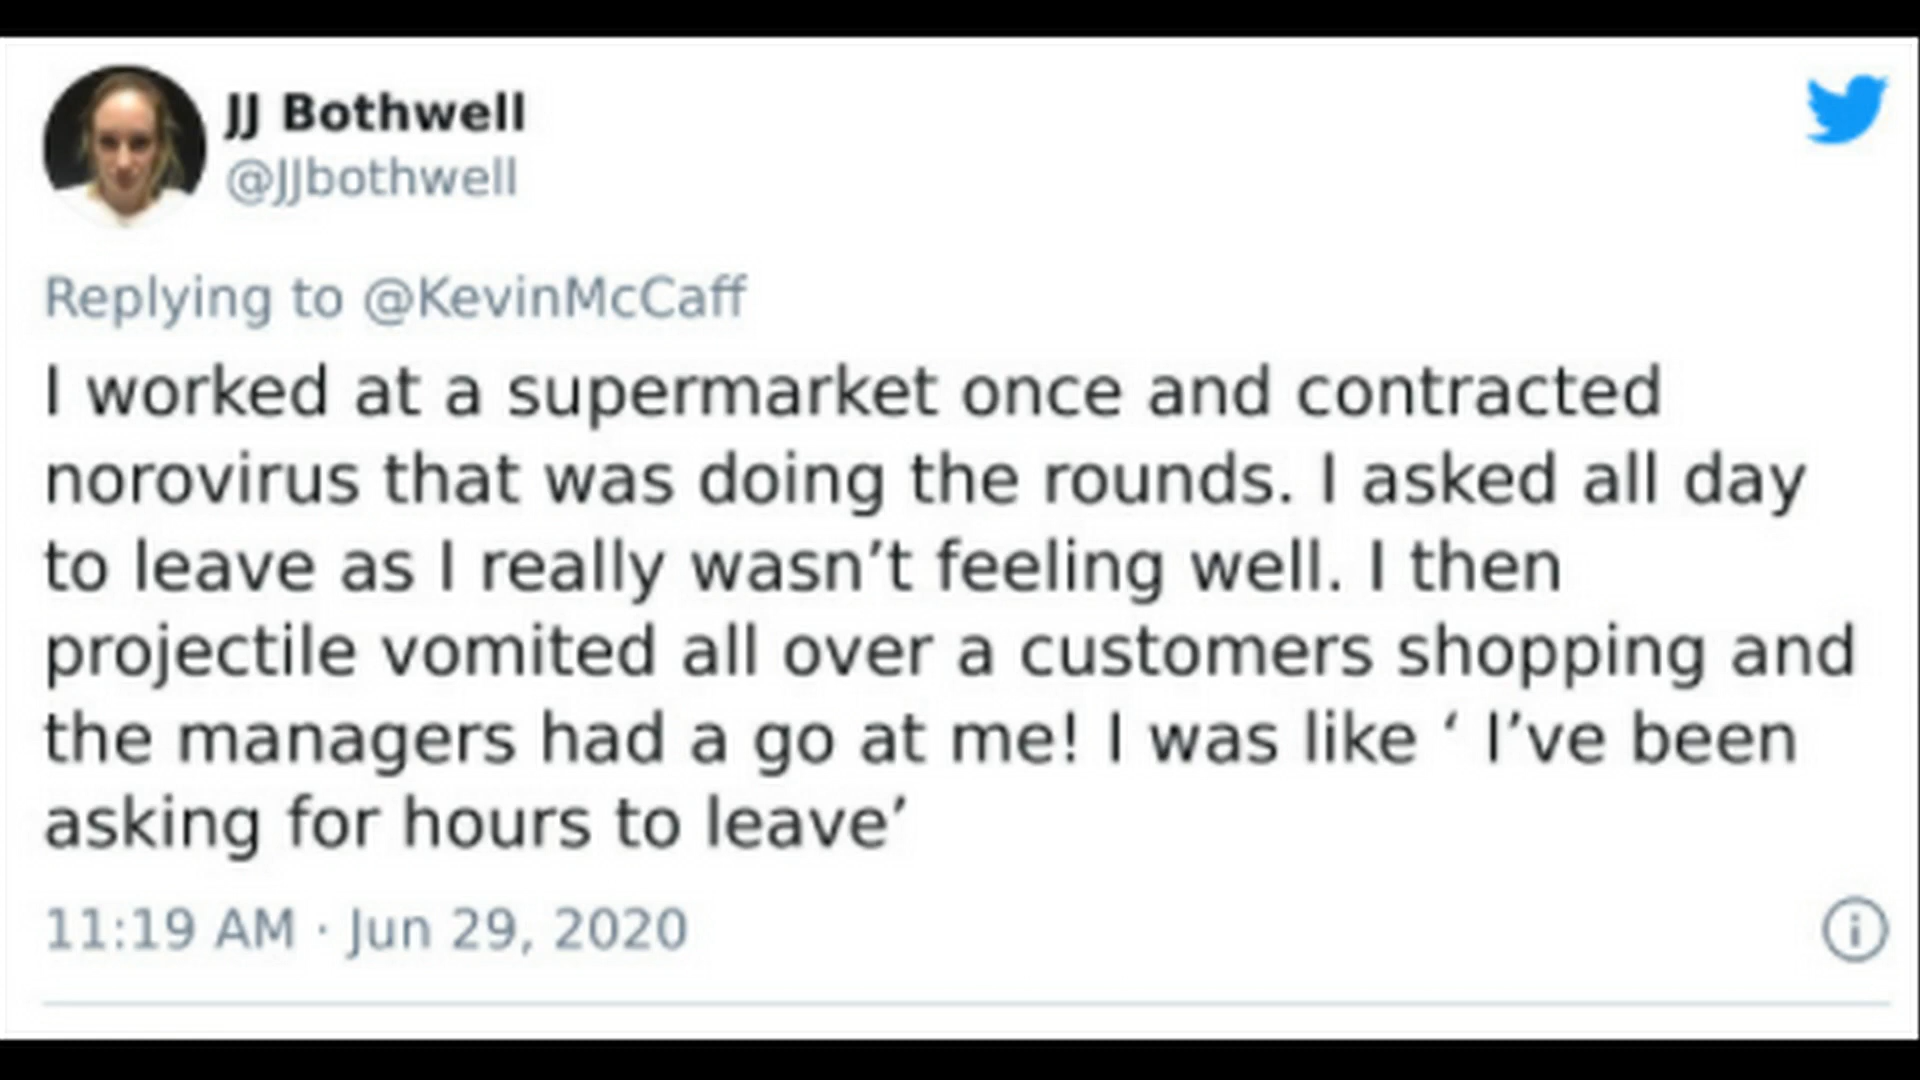 JJ Bothwell
@JJbothwell
Replying to @KevinMcCaff
I worked at a supermarket once and contracted
norovirus that was doing the rounds. I asked all day
to leave as I really wasn’t feeling well. I then
projectile vomited all over a customers shopping and
the managers had a go at me! I was like ‘ I’ve been
asking for hours to leave’
11:19 AM · Jun 29, 2020